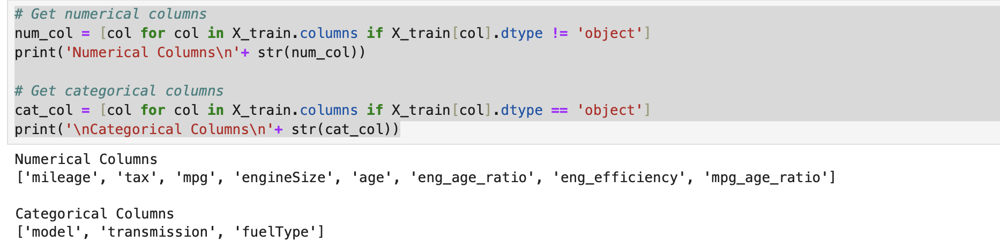 # Get numerical columns
num_col = [col for col in X_train.columns if X_train[col].dtype != 'object']
print('Numerical Columns\n'+ str(num_col))
# Get categorical columns
cat_col = [col for col in X_train.columns if X_train[col].dtype == 'object']
print('\nCategorical Columns\n'+ str(cat_col))
Numerical Columns
['mileage', 'tax', 'mpg', 'engineSize', 'age', 'eng_age_ratio', 'eng_efficiency', 'mpg_age_ratio']
Categorical Columns
['model', 'transmission', 'fuelType']